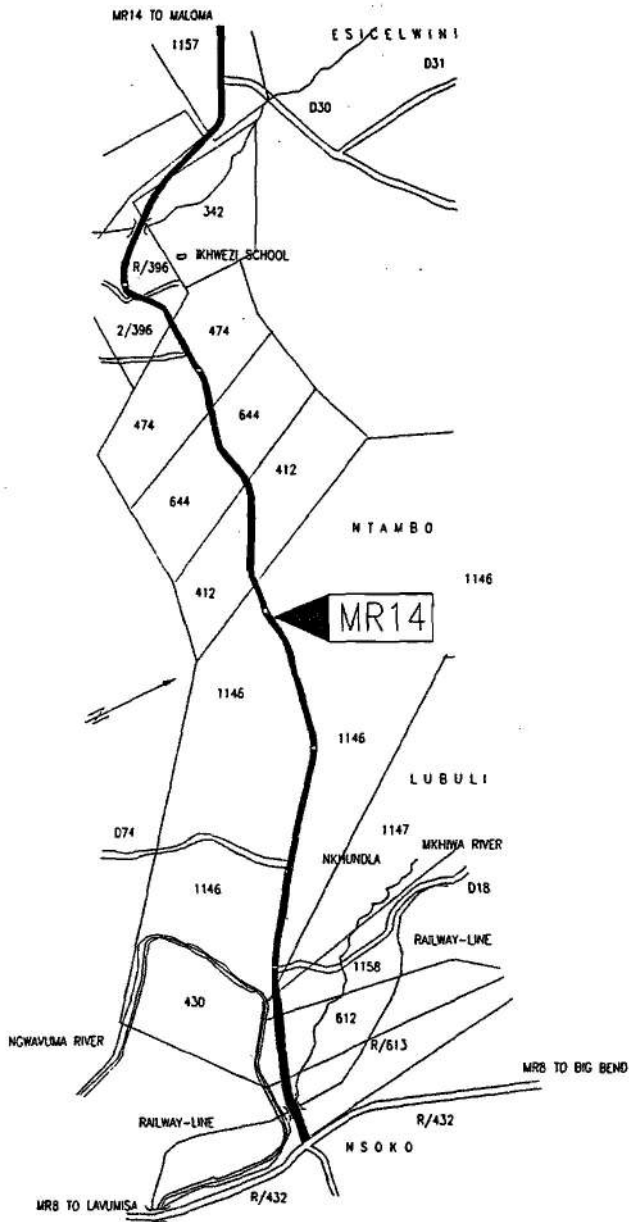 MR14 TO MALOMA
ESICELWINI
1157
D31
D30
342
IKHWEZI SCHOOL
R/396
2/396
474
474
644
412
644
NTAMBO
412
1146
MR14
N
1146
1146
LUBULI
1147
D74
NKHUNDLA
MKHIWA RIVER
1146
D18
RAILWAY-LINE
1158
430
612
NGWAVUMA RIVER
R/613
MR8 TO BIG BEND
RAILWAY-LINE
R/432
NSOKO
MR8 TO LAVUMISA
R/432